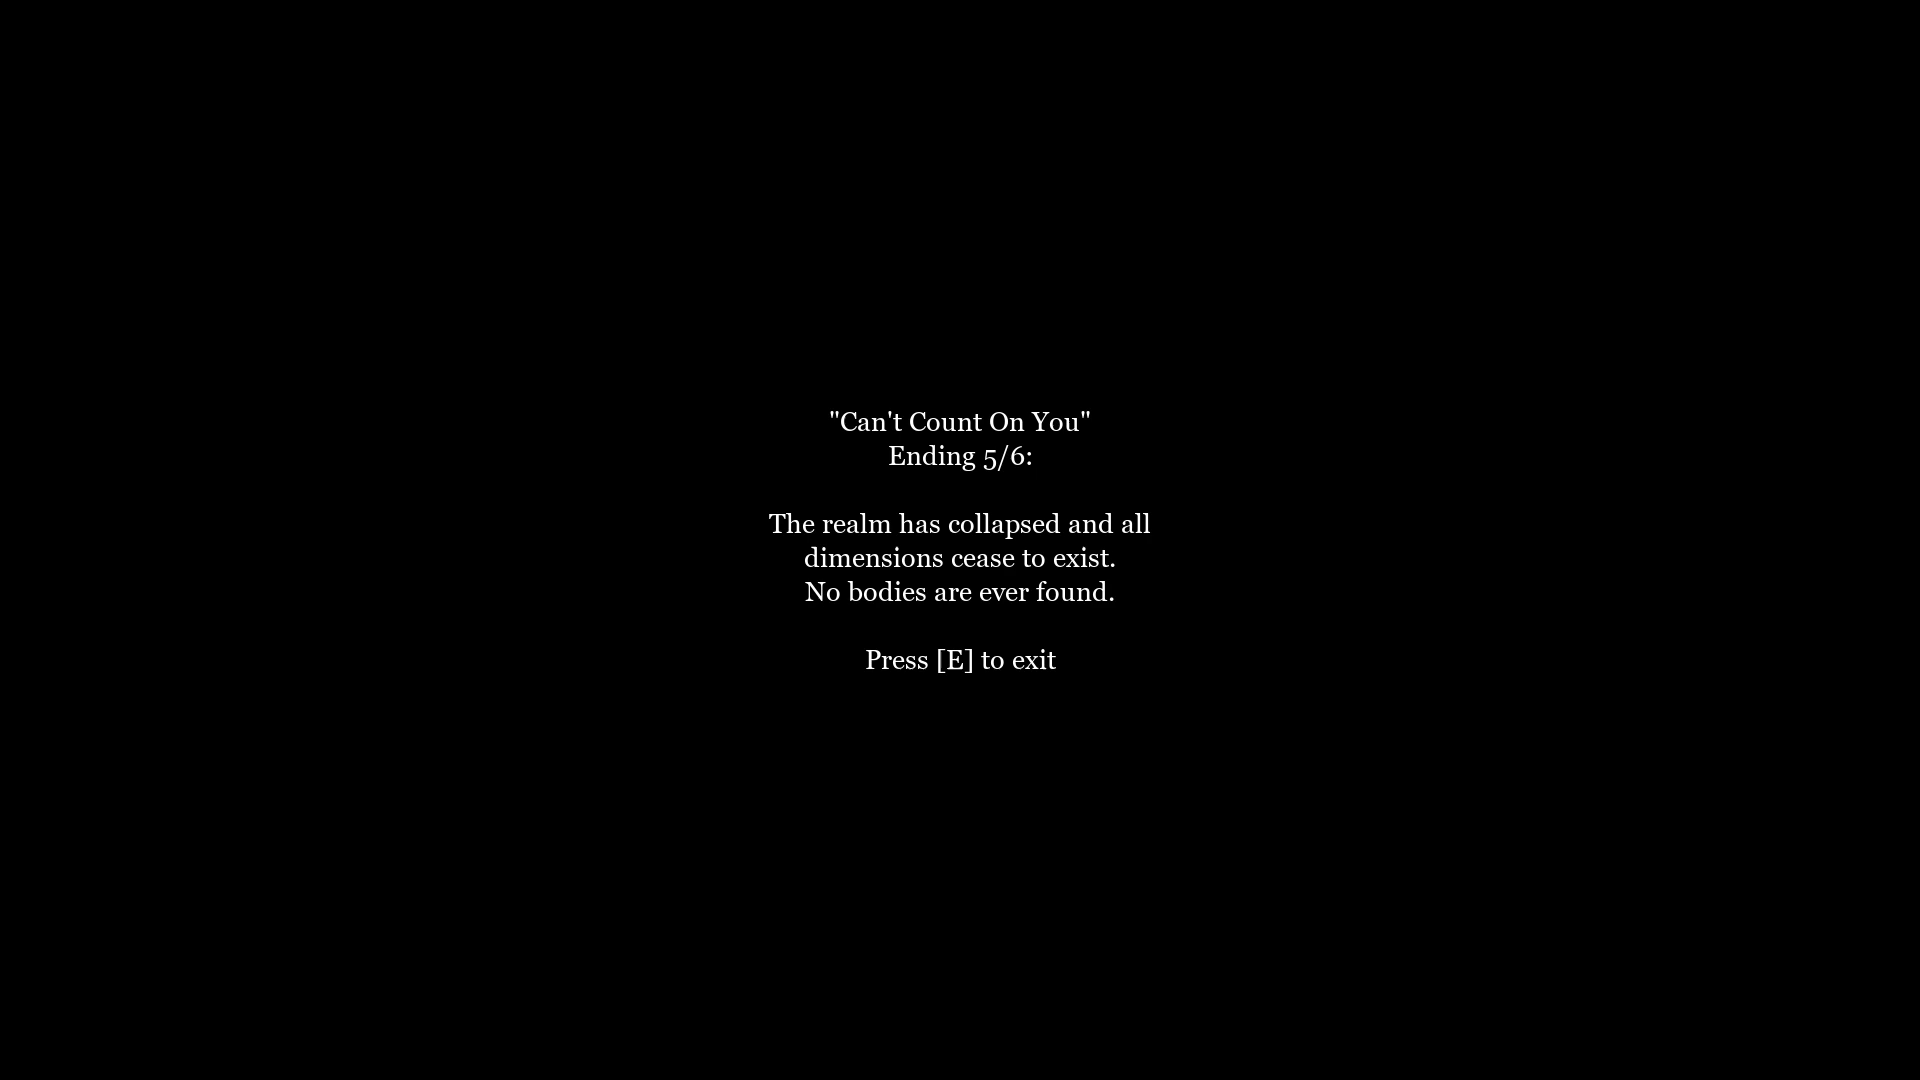 "Can't Count On You"
Ending 5/6:
The realm has collapsed and all
dimensions cease to exist.
No bodies are ever found.
Press [E] to exit